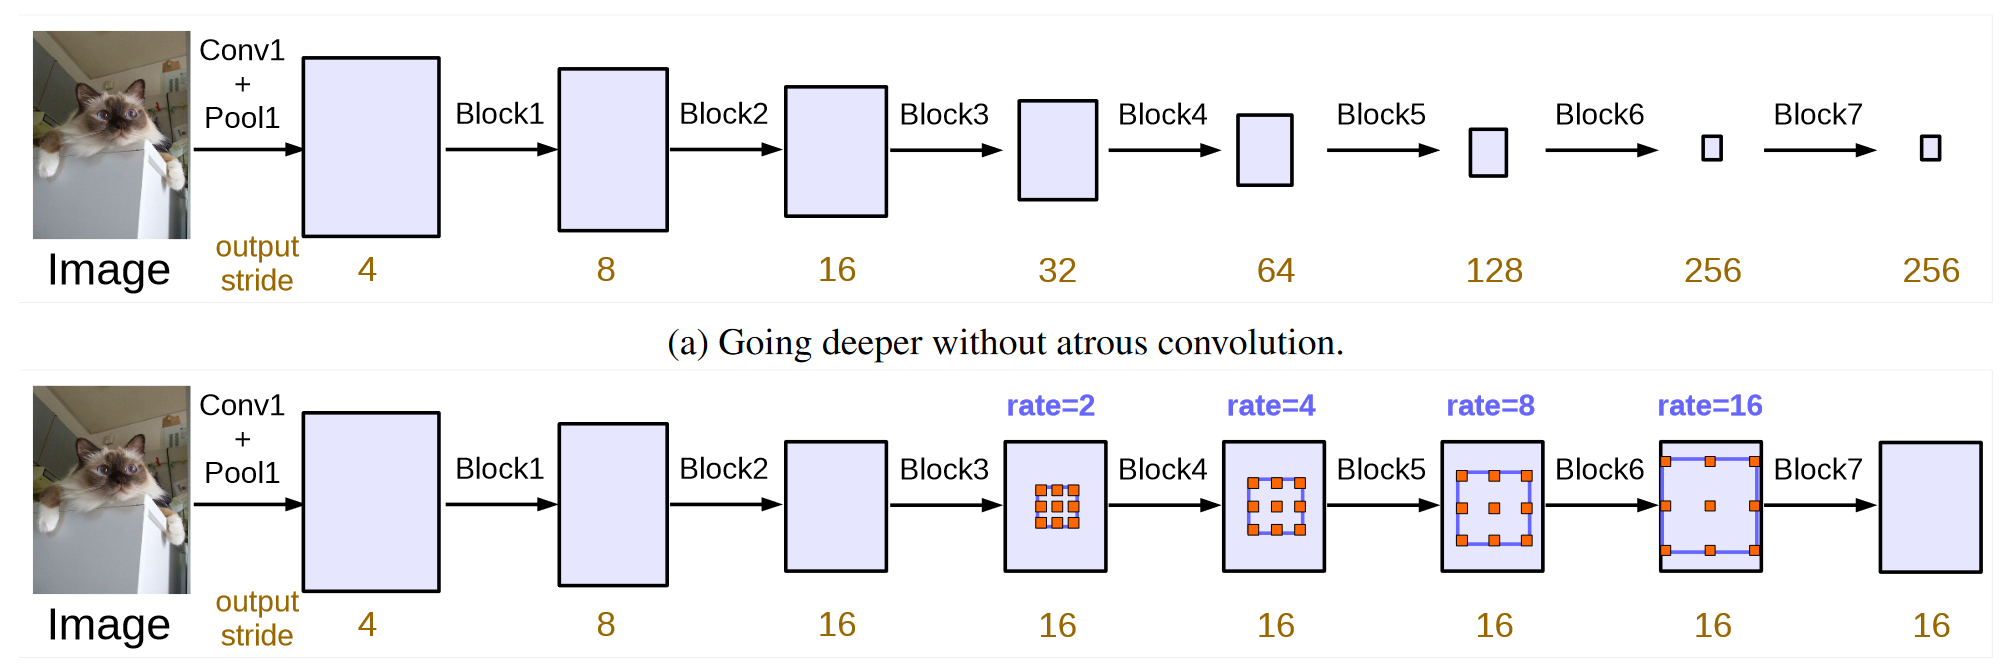 Conv1
+
Pool1
Block1
Block2
Block3
Block4
Block5
Block6
Block7
Image
output
stride
4
8
16
32
64
128
256
256
(a) Going deeper without atrous convolution.
rate=2
rate=4
rate=8
rate=16
Conv1
+
Pool1
Block1
Block2
Block3
Block4
Block5
Block6
Block7
Image
output
stride
4
8
16
16
16
16
16
16